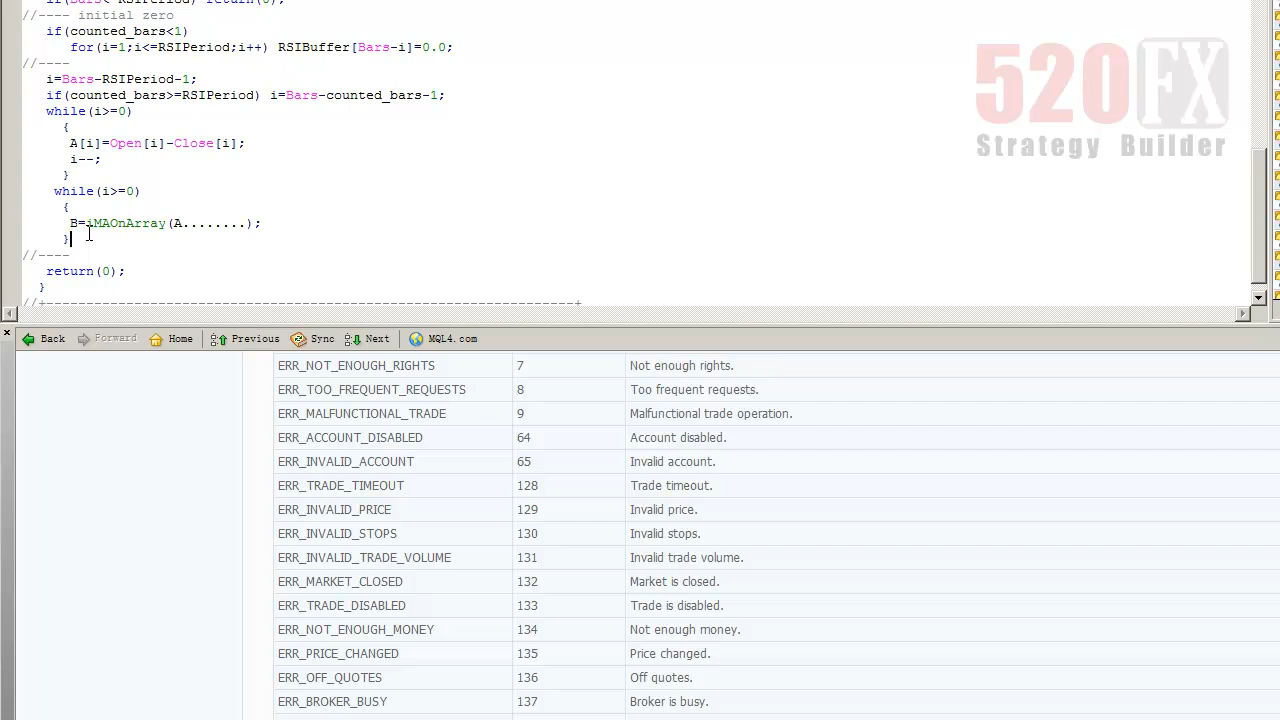 if(Bars<=RSIPeriod) return(0);
//---- initial zero
if(counted_bars<1)
for(i=1;i<=RSIPeriod;i++) RSIBuffer[Bars-i]=0.0;
//----
i=Bars-RSIPeriod-1;
if(counted_bars>=RSIPeriod) i=Bars-counted_bars-1;
while(i>=0)
{
A[i]=Open[i]-Close[i];
i--;
}
while(i>=0)
{
B=iMAOnArray(A........);
}
//----
return(0);
}
//+------------------------------------------------------------------+
520FX
Strategy Builder
Back Forward Home Previous Sync Next MQL4.com
ERR_NOT_ENOUGH_RIGHTS 7 Not enough rights.
ERR_TOO_FREQUENT_REQUESTS 8 Too frequent requests.
ERR_MALFUNCTIONAL_TRADE 9 Malfunctional trade operation.
ERR_ACCOUNT_DISABLED 64 Account disabled.
ERR_INVALID_ACCOUNT 65 Invalid account.
ERR_TRADE_TIMEOUT 128 Trade timeout.
ERR_INVALID_PRICE 129 Invalid price.
ERR_INVALID_STOPS 130 Invalid stops.
ERR_INVALID_TRADE_VOLUME 131 Invalid trade volume.
ERR_MARKET_CLOSED 132 Market is closed.
ERR_TRADE_DISABLED 133 Trade is disabled.
ERR_NOT_ENOUGH_MONEY 134 Not enough money.
ERR_PRICE_CHANGED 135 Price changed.
ERR_OFF_QUOTES 136 Off quotes.
ERR_BROKER_BUSY 137 Broker is busy.